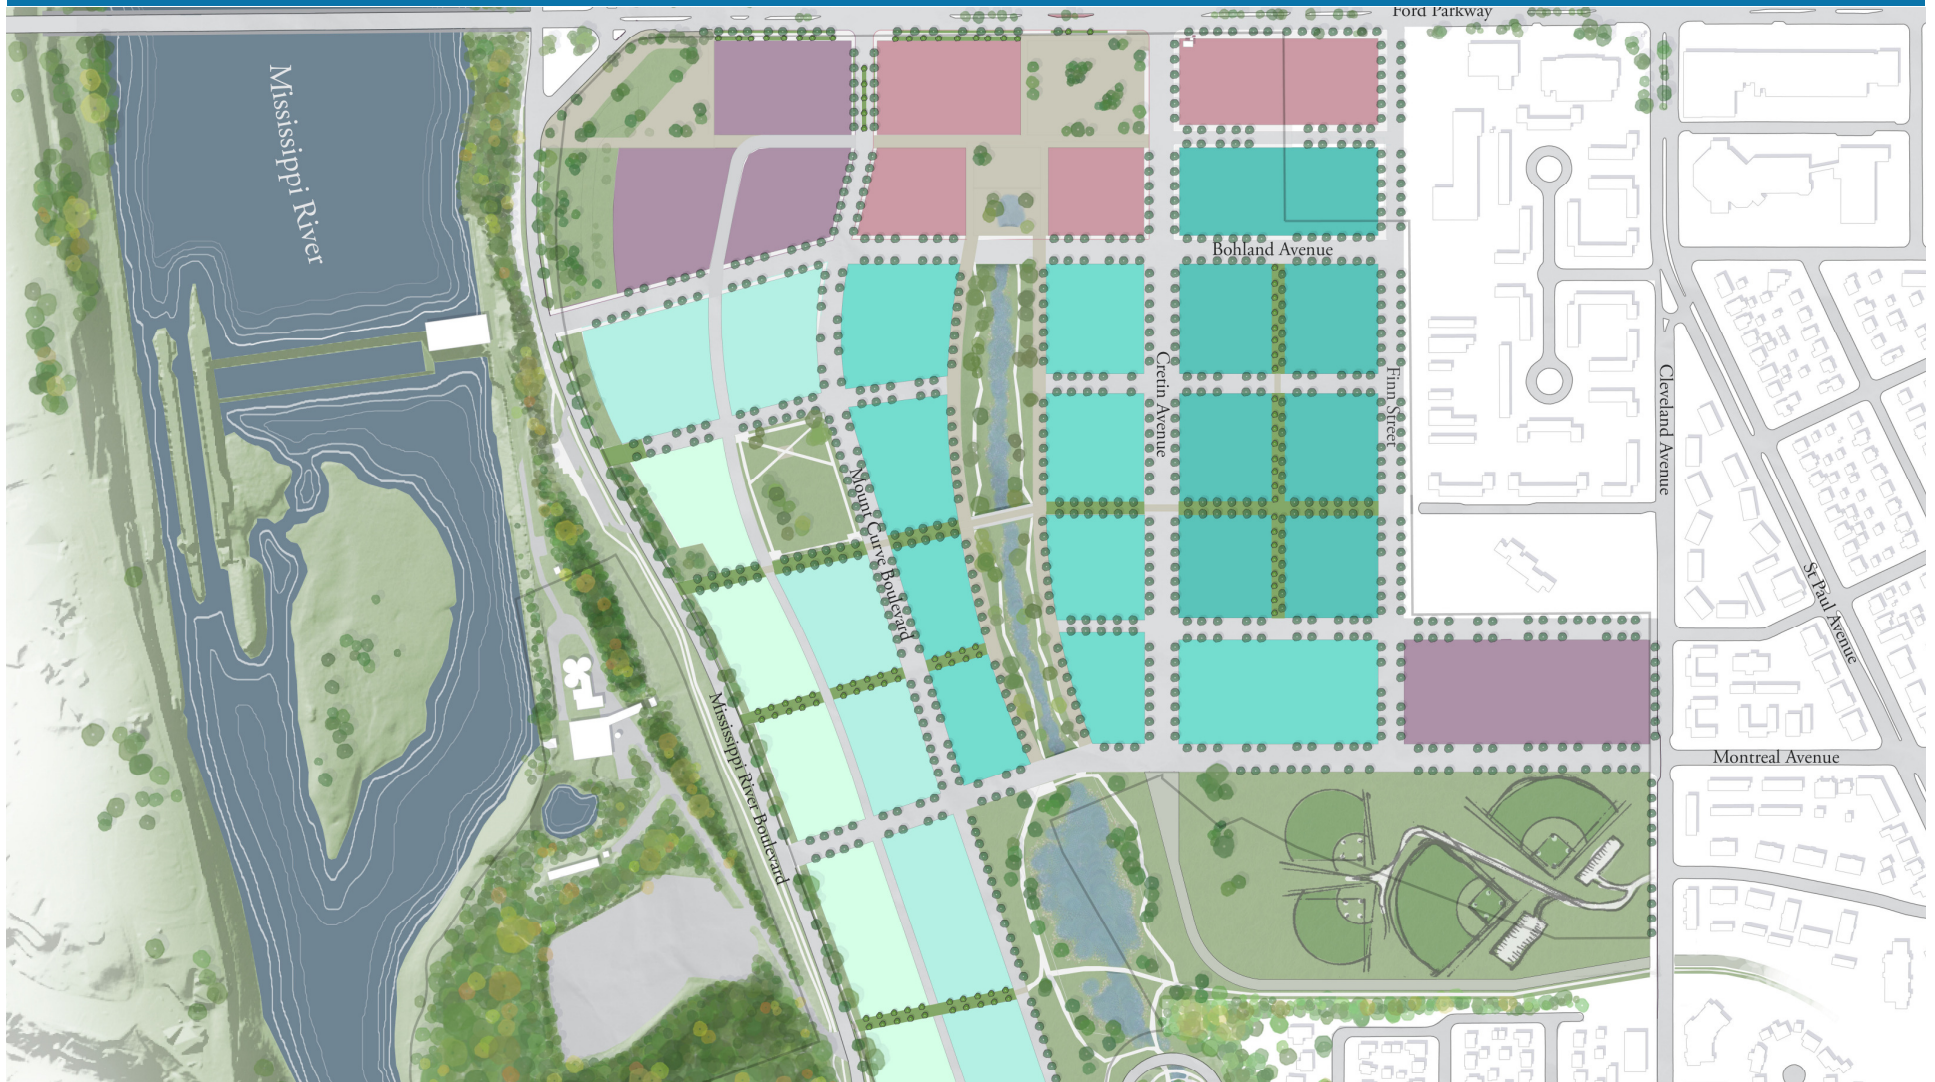 Ford Parkway
Mississippi River
Bohland Avenue
Cretin Avenue
Finn Street
Cleveland Avenue
Mount Curve Boulevard
St Paul Avenue
Mississippi River Boulevard
Montreal Avenue